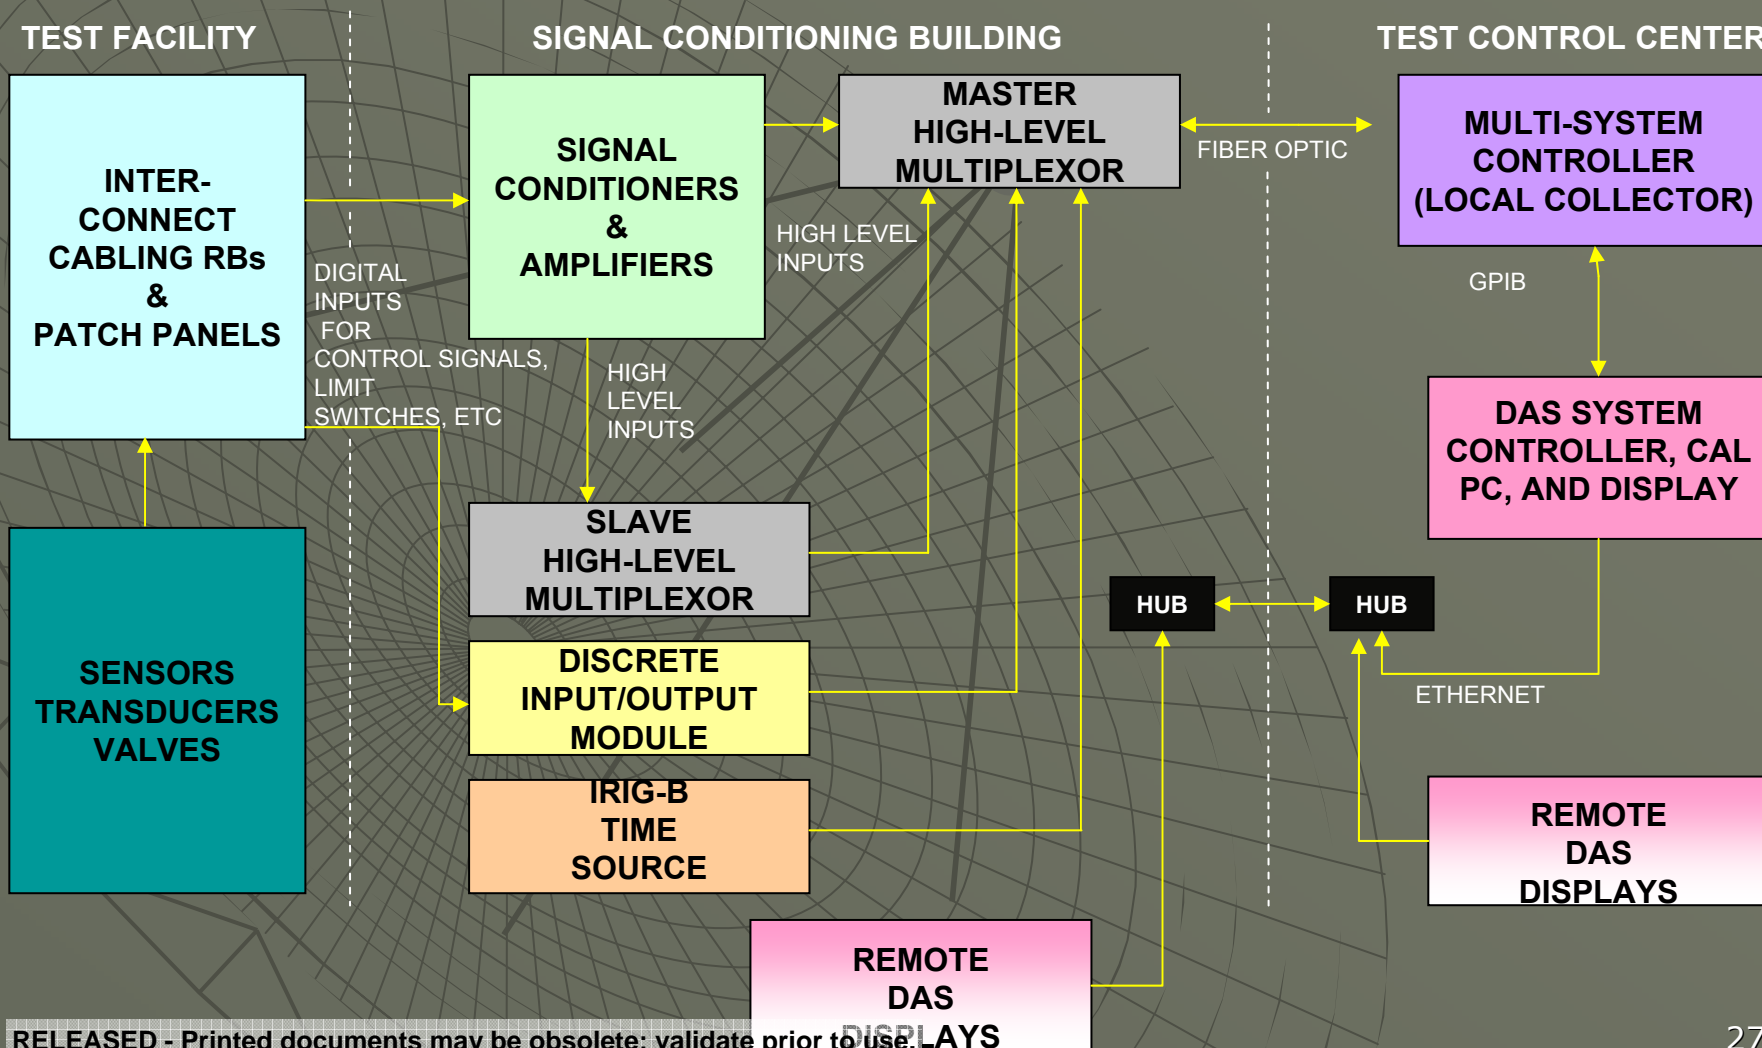 TEST FACILITY
SIGNAL CONDITIONING BUILDING
TEST CONTROL CENTER
INTER-
CONNECT
CABLING RBs
&
PATCH PANELS
SIGNAL
CONDITIONERS
&
AMPLIFIERS
MASTER
HIGH-LEVEL
MULTIPLEXOR
FIBER OPTIC
MULTI-SYSTEM
CONTROLLER
(LOCAL COLLECTOR)
HIGH LEVEL
INPUTS
DIGITAL
INPUTS
FOR
CONTROL SIGNALS,
LIMIT
SWITCHES, ETC
HIGH
LEVEL
INPUTS
GPIB
DAS SYSTEM
CONTROLLER, CAL
PC, AND DISPLAY
SLAVE
HIGH-LEVEL
MULTIPLEXOR
HUB
HUB
SENSORS
TRANSDUCERS
VALVES
DISCRETE
INPUT/OUTPUT
MODULE
ETHERNET
IRIG-B
TIME
SOURCE
REMOTE
DAS
DISPLAYS
REMOTE
DAS
DISPLAYS
RELEASED - Printed documents may be obsolete; validate prior to use.
27